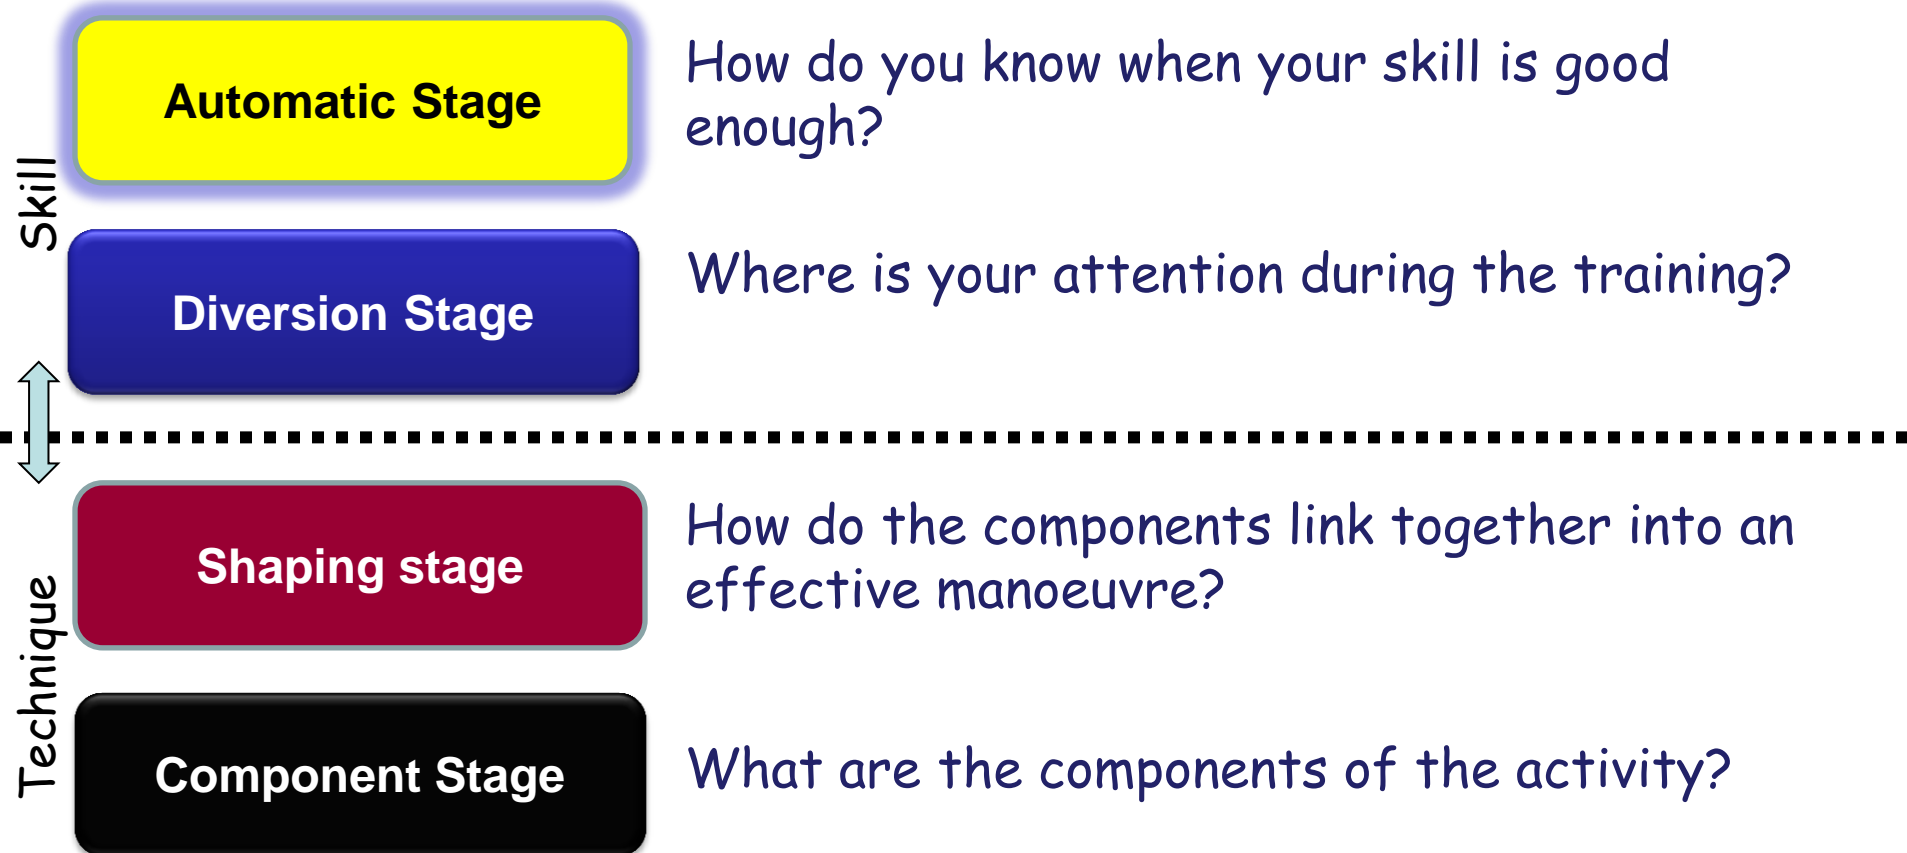 Automatic Stage
How do you know when your skill is good
enough?
Skill
Diversion Stage
Where is your attention during the training?
Shaping stage
How do the components link together into an
effective manoeuvre?
Technique
Component Stage
What are the components of the activity?